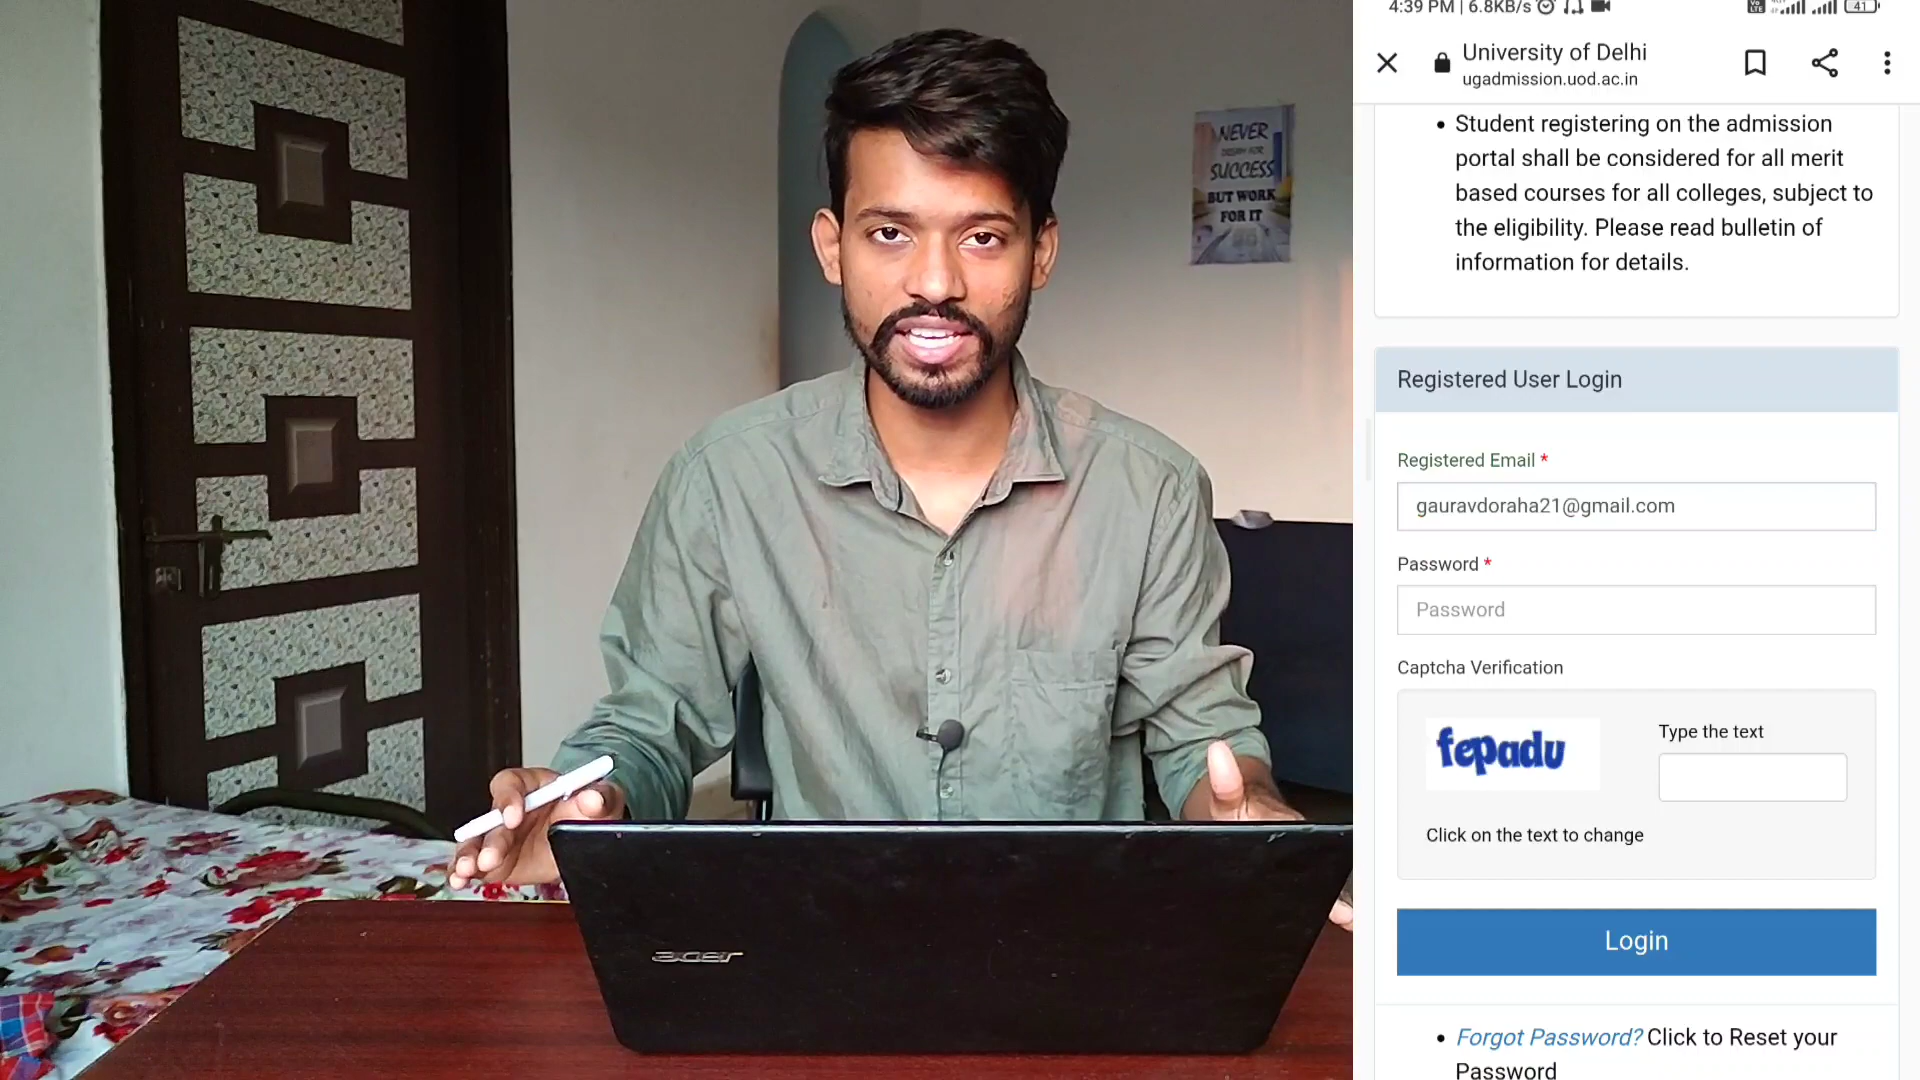 NEVER
DREAM FOR
SUCCESS
BUT WORK
FOR IT
acer
4:39 PM | 6.8KB/s
41
University of Delhi
ugadmission.uod.ac.in
• Student registering on the admission
portal shall be considered for all merit
based courses for all colleges, subject to
the eligibility. Please read bulletin of
information for details.
Registered User Login
Registered Email *
gauravdoraha21@gmail.com
Password *
Password
Captcha Verification
fepadu
Type the text
Click on the text to change
Login
• Forgot Password? Click to Reset your
Password